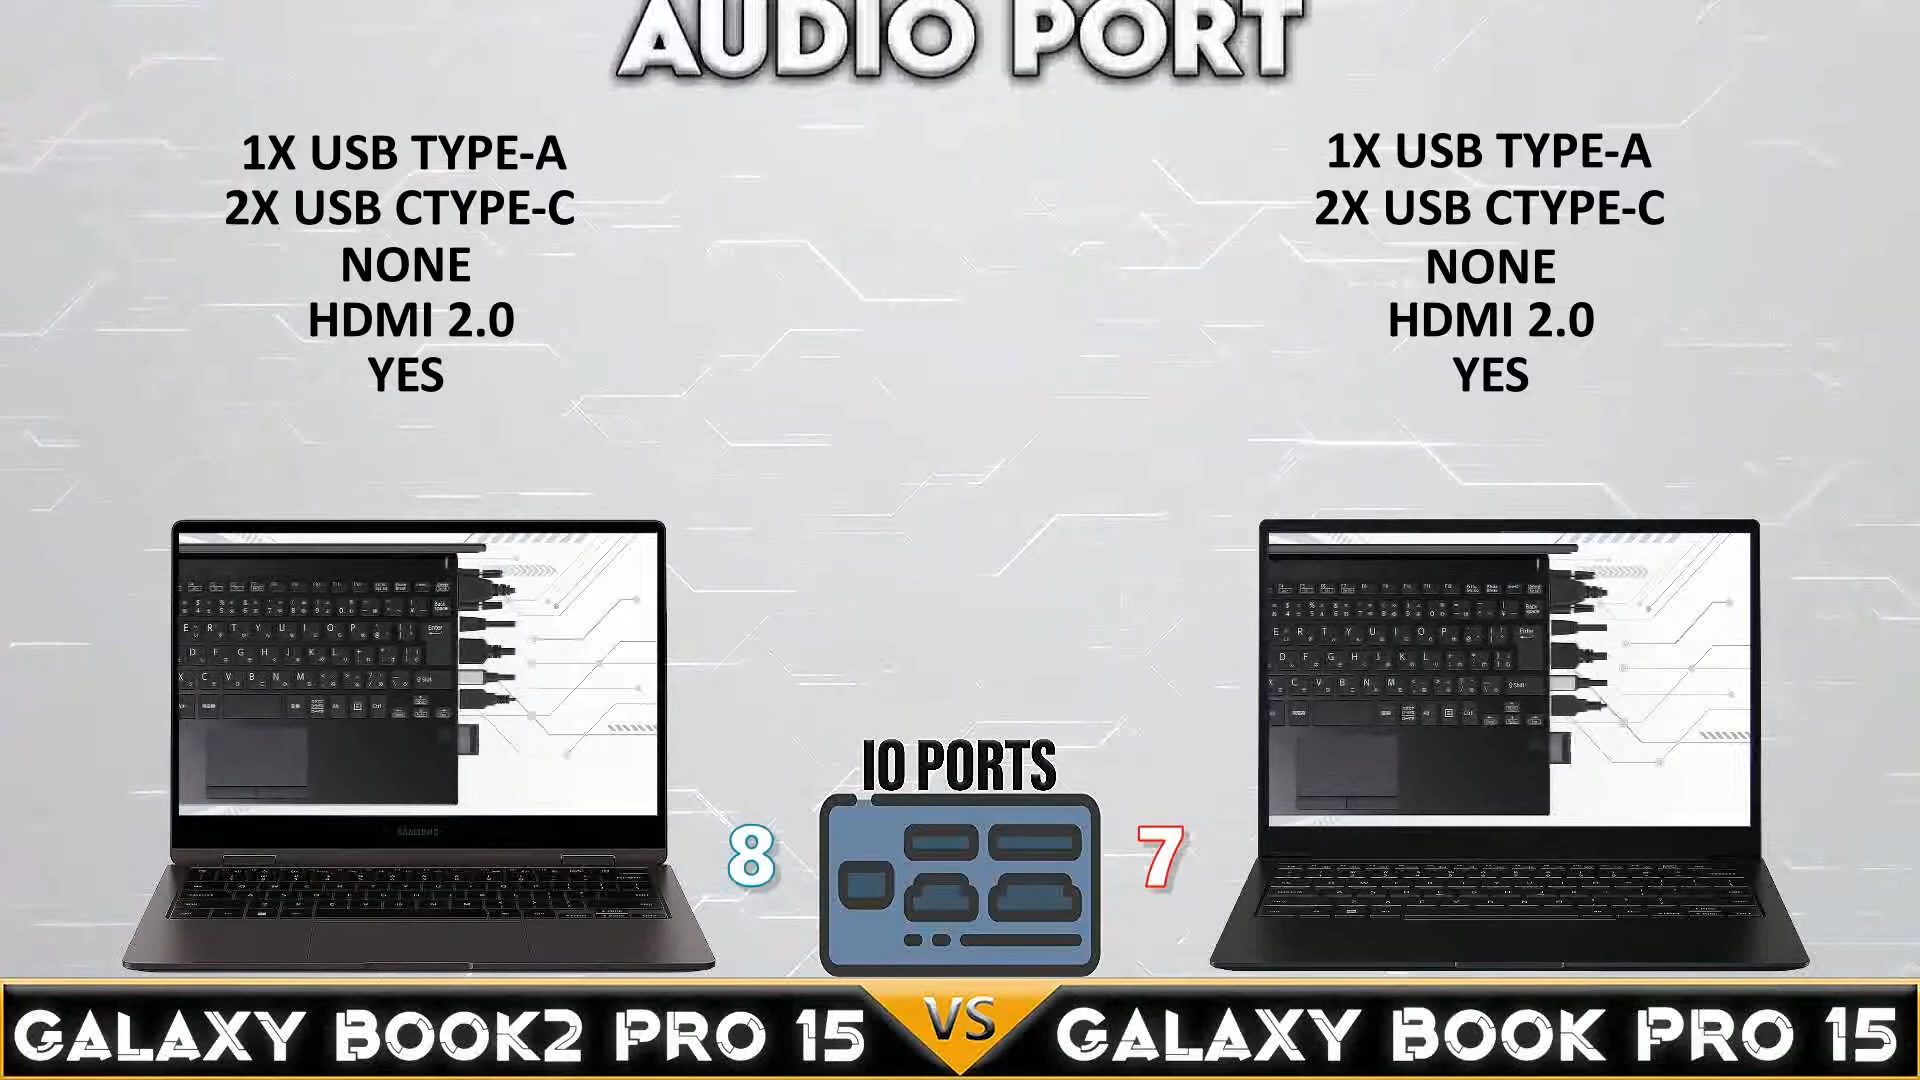 AUDIO PORT
1X USB TYPE-A
2X USB CTYPE-C
NONE
HDMI 2.0
YES
1X USB TYPE-A
2X USB CTYPE-C
NONE
HDMI 2.0
YES
SAMSUNG
IO PORTS
8
7
GALAXY BOOK2 PRO 15
VS
GALAXY BOOK PRO 15